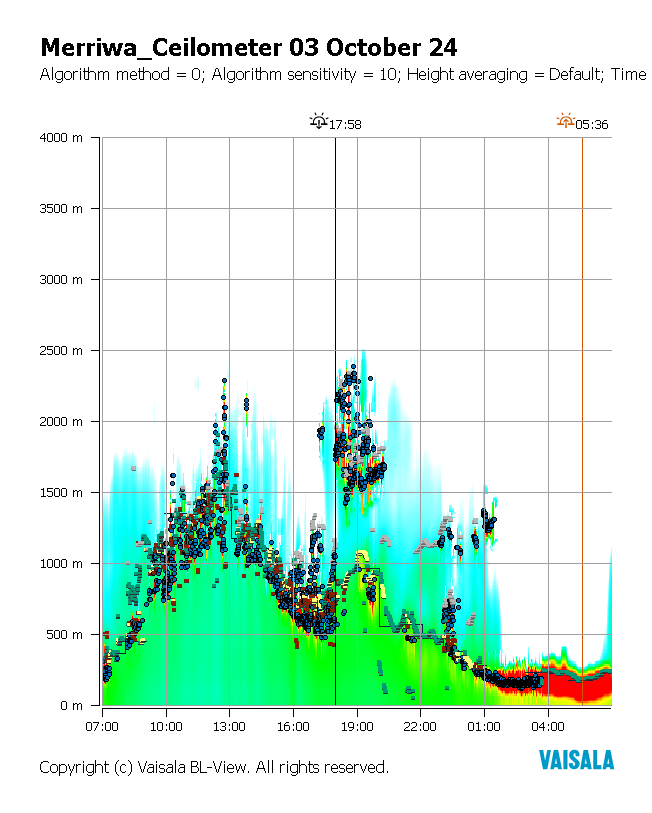 Merriwa_Ceilometer 03 October 24
Algorithm method = 0; Algorithm sensitivity = 10; Height averaging = Default; Time
17:58
05:36
4000 m
3500 m
3000 m
2500 m
2000 m
1500 m
1000 m
500 m
0 m
07:00 10:00 13:00 16:00 19:00 22:00 01:00 04:00
VAISALA
Copyright (c) Vaisala BL-View. All rights reserved.